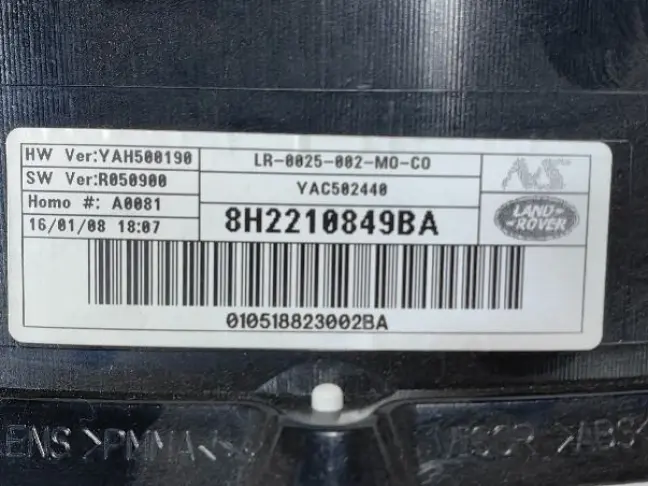 HW Ver:YAH500190
SW Ver:R050900
Homo #: A0081
16/01/08 18:07
LR-0025-002-MO-CO
YAC502440
8H2210849BA
LAND
ROVER
010518823002BA
LENS >PMMA<
>ABS<